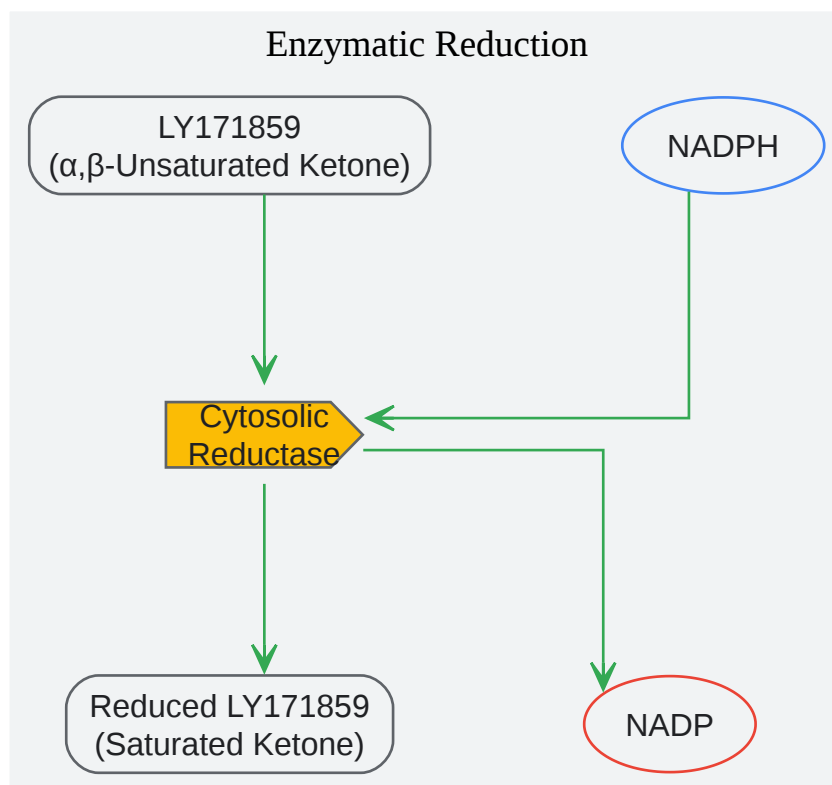 Enzymatic Reduction
LY171859
(α,β-Unsaturated Ketone)
NADPH
Cytosolic
Reductase
Reduced LY171859
(Saturated Ketone)
NADP